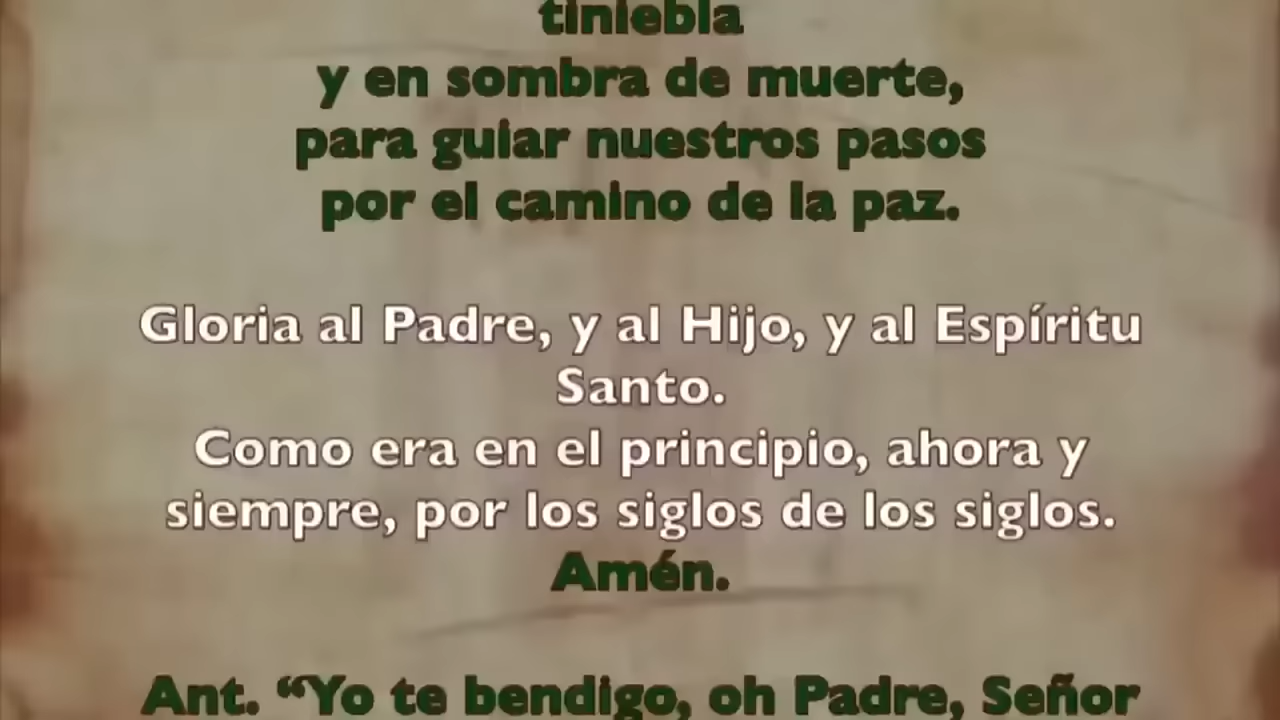 tiniebla
y en sombra de muerte,
para guiar nuestros pasos
por el camino de la paz.
Gloria al Padre, y al Hijo, y al Espíritu
Santo.
Como era en el principio, ahora y
siempre, por los siglos de los siglos.
Amén.
Ant. “Yo te bendigo, oh Padre, Señor